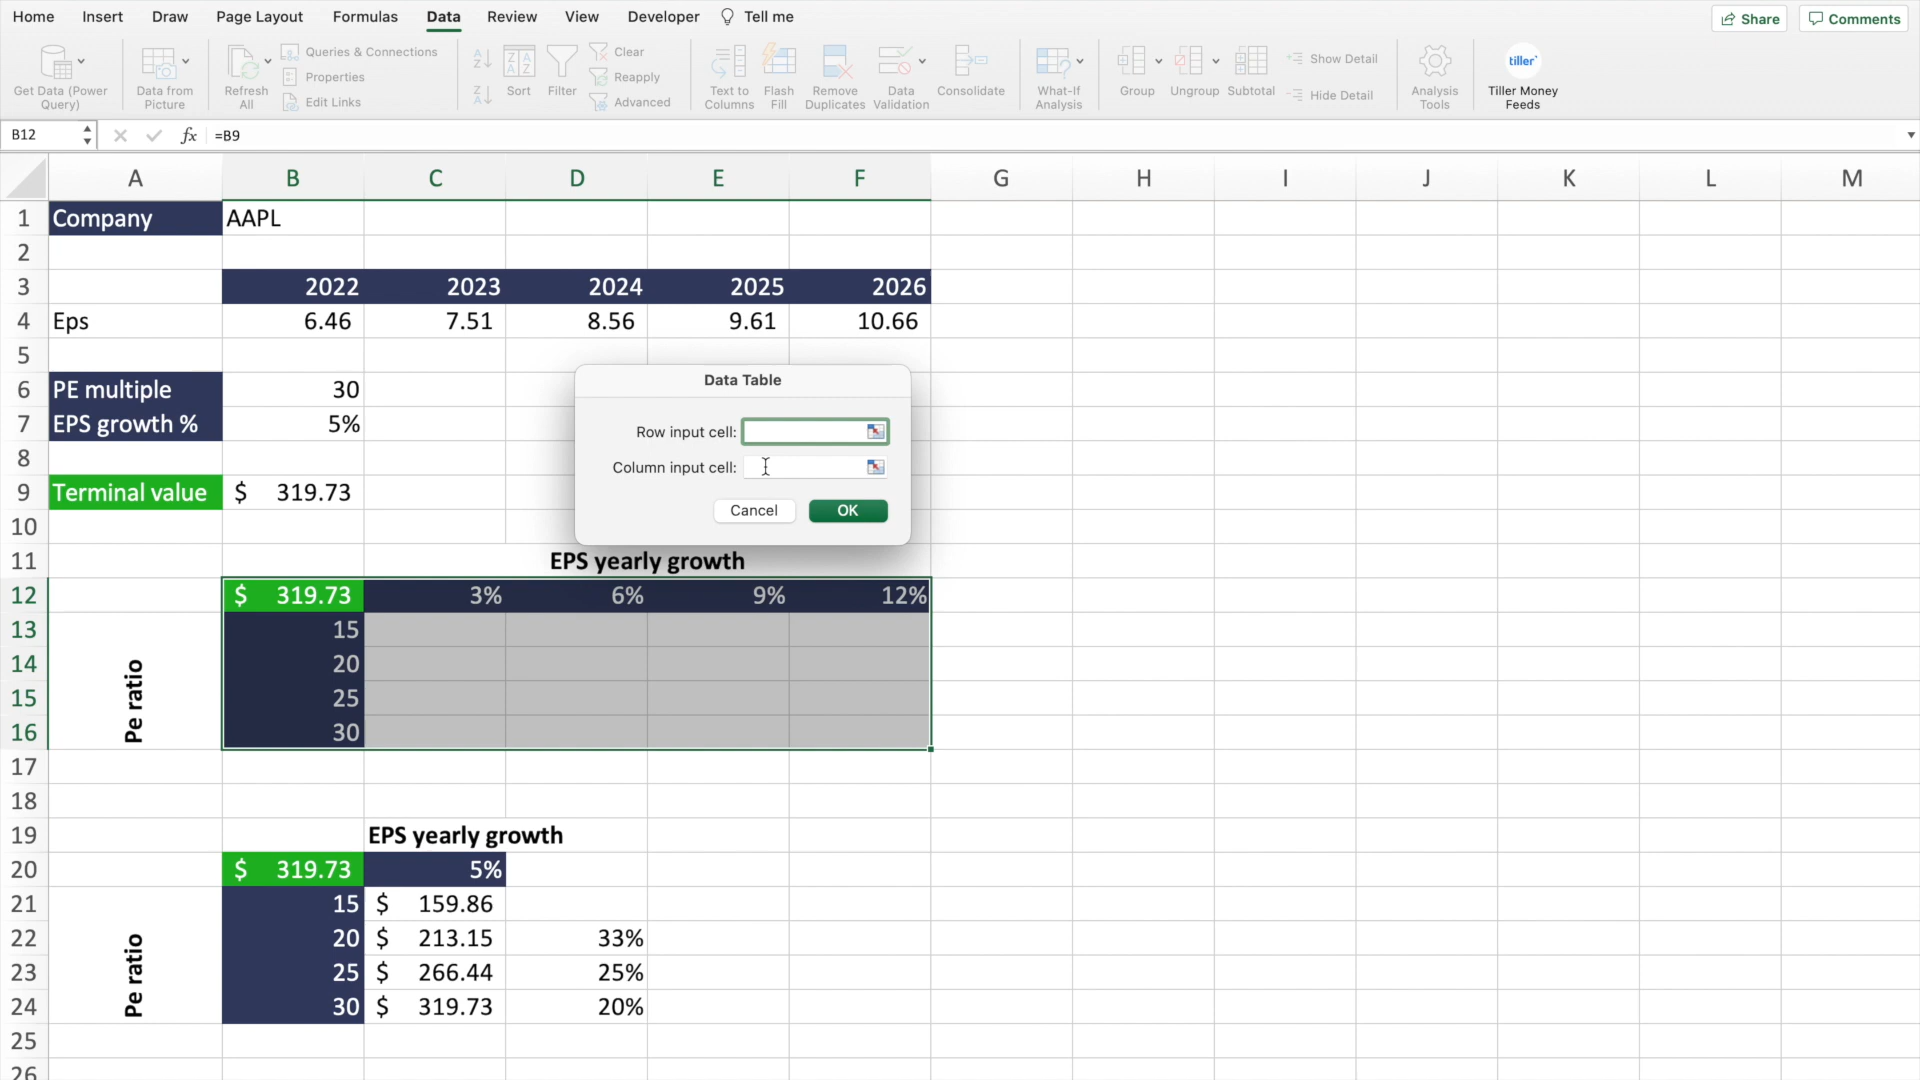 Home Insert Draw Page Layout Formulas Data Review View Developer Tell me Share Comments
Get Data (Power Query)
Data from Picture
Refresh All
Queries & Connections
Properties
Edit Links
Sort
Filter
Clear
Reapply
Advanced
Text to Columns
Flash Fill
Remove Duplicates
Data Validation
Consolidate
What-If Analysis
Group
Ungroup
Subtotal
Show Detail
Hide Detail
Analysis Tools
tiller
Tiller Money Feeds
B12 fx =B9
A B C D E F G H I J K L M
1 Company AAPL
2
3 2022 2023 2024 2025 2026
4 Eps 6.46 7.51 8.56 9.61 10.66
5
6 PE multiple 30
7 EPS growth % 5%
8
9 Terminal value $ 319.73
10
Data Table
Row input cell:
Column input cell:
Cancel OK
11 EPS yearly growth
12 $ 319.73 3% 6% 9% 12%
13 15
14 20
15 25
16 30
Pe ratio
17
18
19 EPS yearly growth
20 $ 319.73 5%
21 15 $ 159.86
22 20 $ 213.15 33%
23 25 $ 266.44 25%
24 30 $ 319.73 20%
Pe ratio
25
26